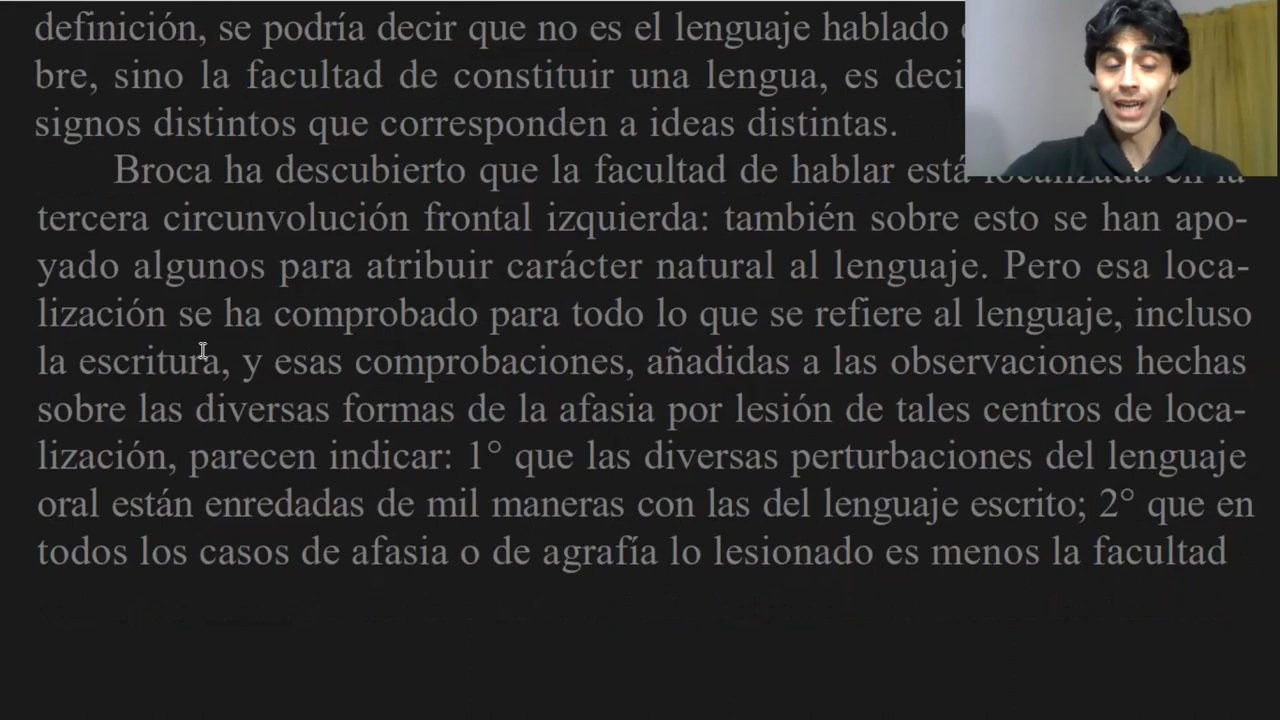 definición, se podría decir que no es el lenguaje hablado
bre, sino la facultad de constituir una lengua, es deci
signos distintos que corresponden a ideas distintas.
Broca ha descubierto que la facultad de hablar está localizada en la
tercera circunvolución frontal izquierda: también sobre esto se han apo-
yado algunos para atribuir carácter natural al lenguaje. Pero esa loca-
lización se ha comprobado para todo lo que se refiere al lenguaje, incluso
la escritura, y esas comprobaciones, añadidas a las observaciones hechas
sobre las diversas formas de la afasia por lesión de tales centros de loca-
lización, parecen indicar: 1° que las diversas perturbaciones del lenguaje
oral están enredadas de mil maneras con las del lenguaje escrito; 2° que en
todos los casos de afasia o de agrafía lo lesionado es menos la facultad